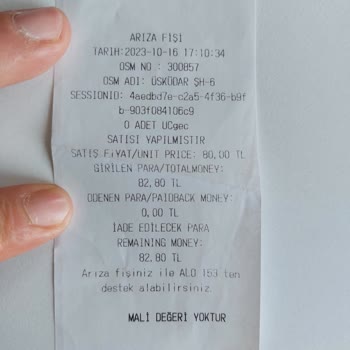 ARIZA FİŞİ
TARİH:2023-10-16 17:10:34
OSM NO : 300857
OSM ADI: ÜSKÜDAR ŞH-6
SESSIONID: 4aedbd7e-c2a5-4f36-b9f
b-903f084106c9
0 ADET UCgec
SATISI YAPILMISTIR
SATIŞ FİYAT/UNIT PRICE: 80,00 TL
GİRİLEN PARA/TOTALMONEY:
82,80 TL
ÖDENEN PARA/PAIDBACK MONEY:
0,00 TL
İADE EDİLECEK PARA
REMAINING MONEY:
82,80 TL
Arıza fişiniz ile ALO 153 ten
destek alabilirsiniz.
MALİ DEĞERİ YOKTUR